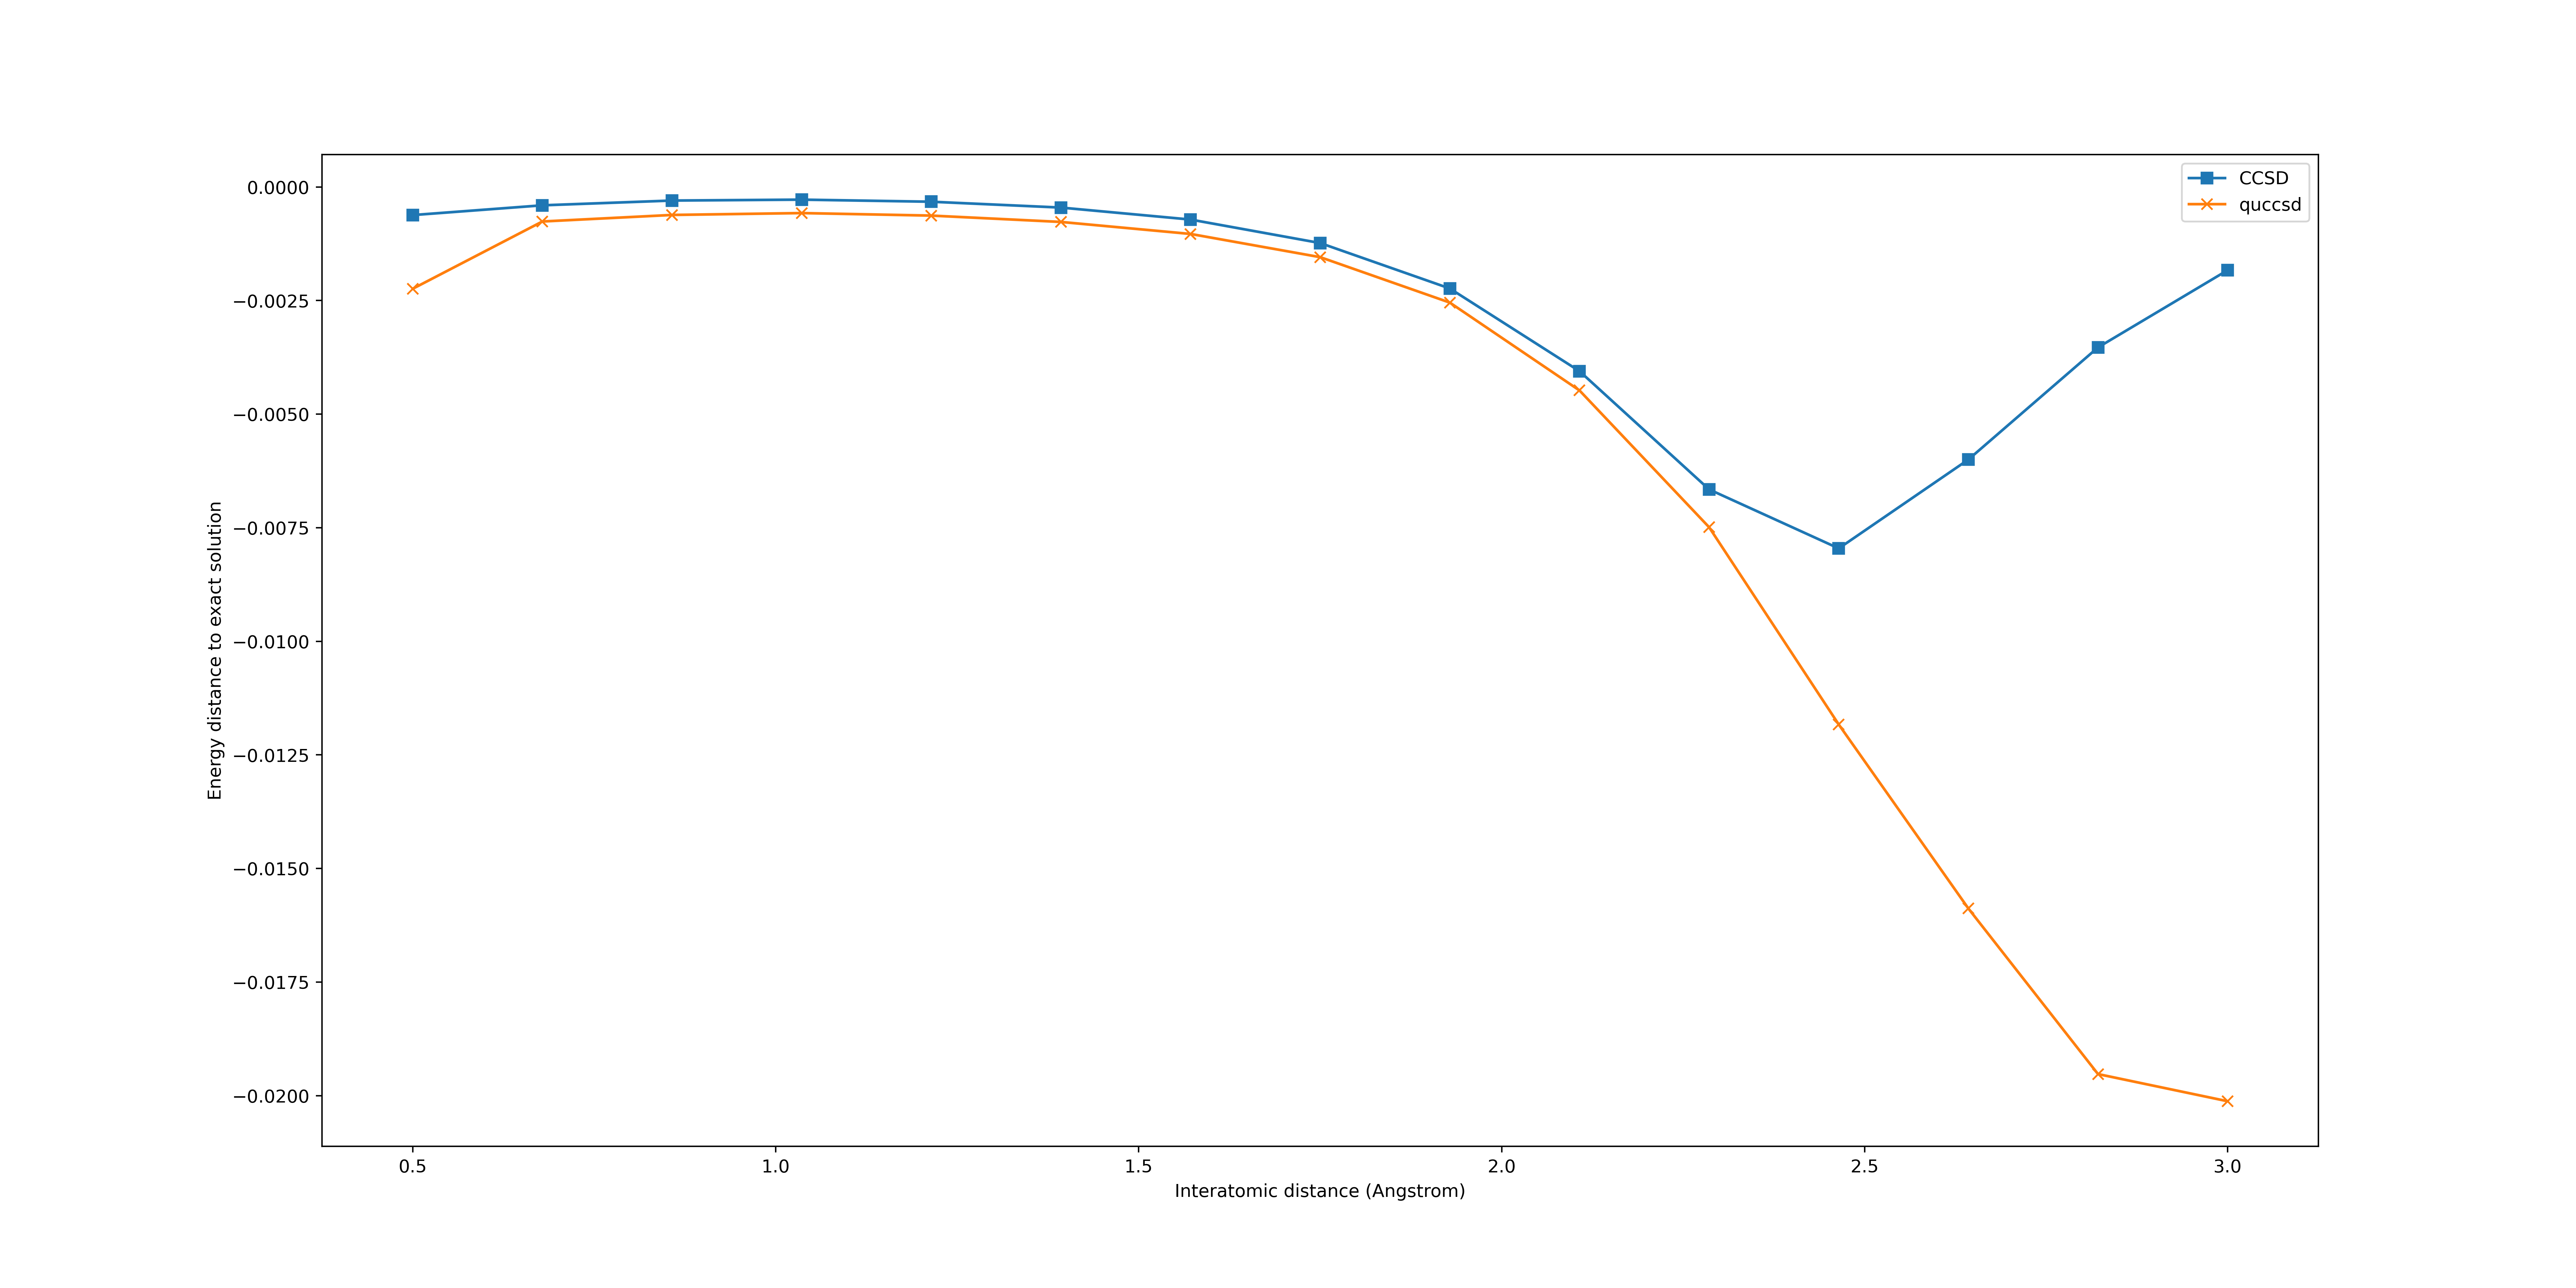 CCSD
quccsd
0.0000
−0.0025
−0.0050
−0.0075
−0.0100
−0.0125
−0.0150
−0.0175
−0.0200
Energy distance to exact solution
0.5 1.0 1.5 2.0 2.5 3.0
Interatomic distance (Angstrom)